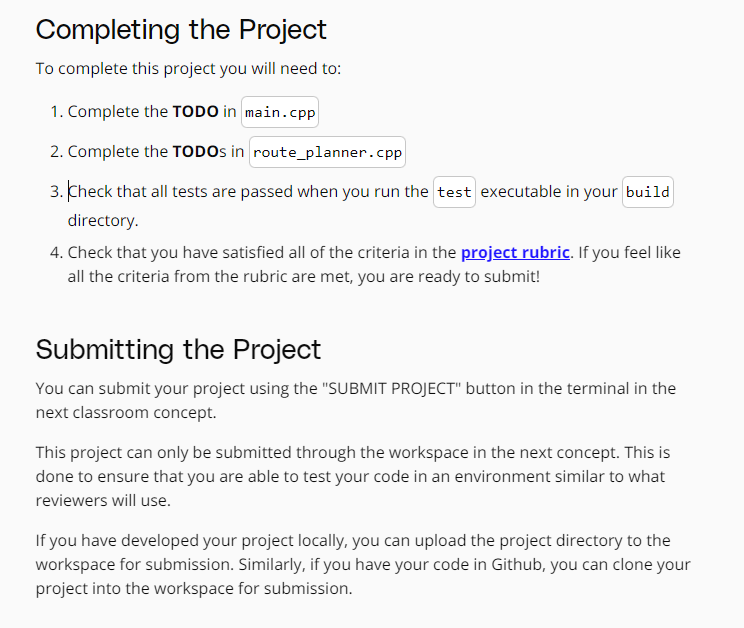 Completing the Project
To complete this project you will need to:
1. Complete the TODO in main.cpp
2. Complete the TODOs in route_planner.cpp
3. Check that all tests are passed when you run the test executable in your build
directory.
4. Check that you have satisfied all of the criteria in the project rubric. If you feel like
all the criteria from the rubric are met, you are ready to submit!
Submitting the Project
You can submit your project using the "SUBMIT PROJECT" button in the terminal in the
next classroom concept.
This project can only be submitted through the workspace in the next concept. This is
done to ensure that you are able to test your code in an environment similar to what
reviewers will use.
If you have developed your project locally, you can upload the project directory to the
workspace for submission. Similarly, if you have your code in Github, you can clone your
project into the workspace for submission.